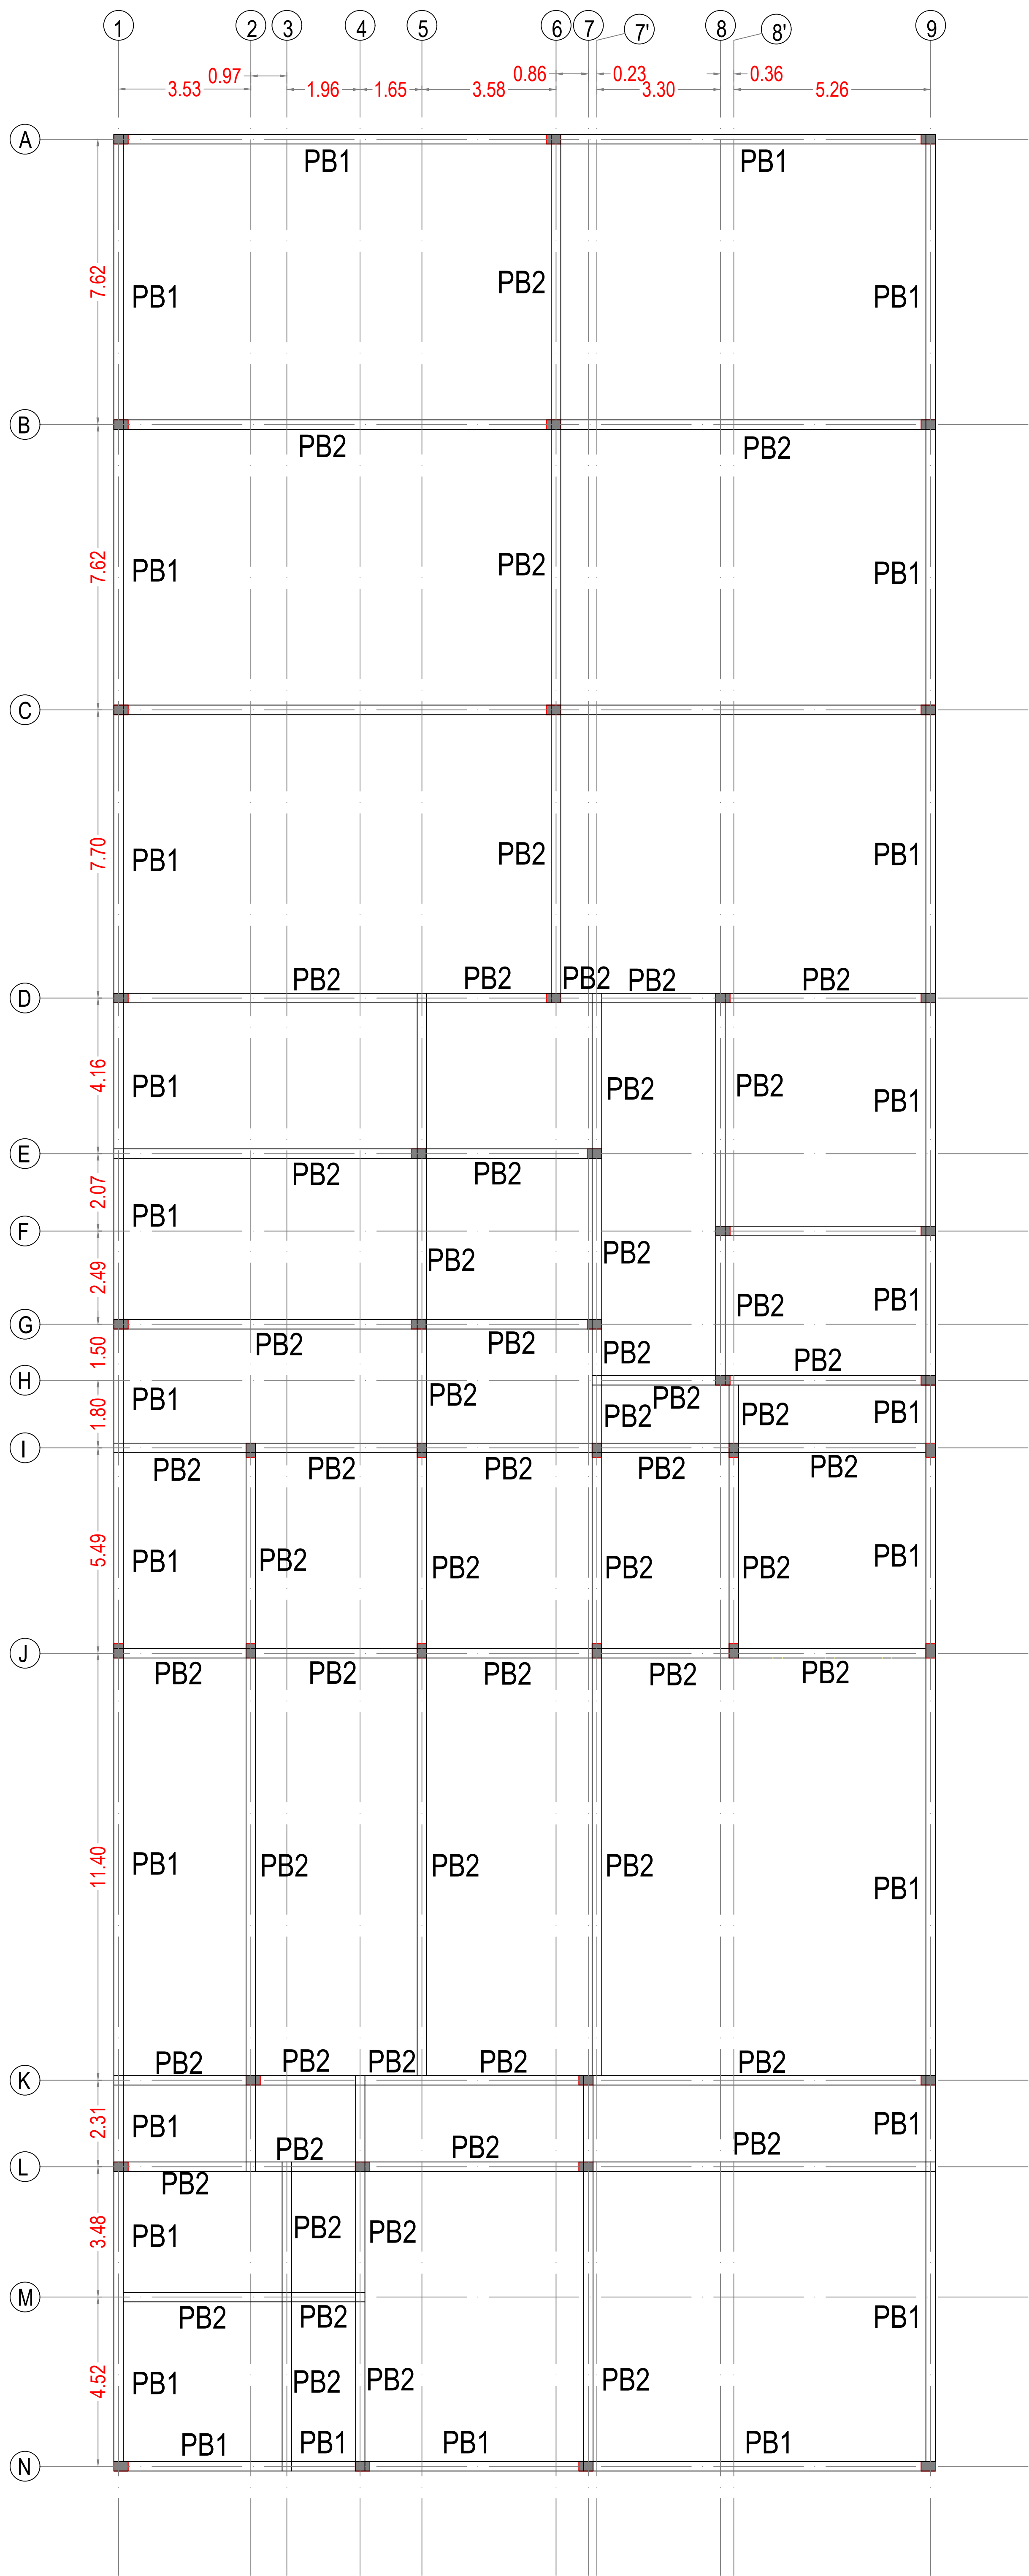 1 2 3 4 5 6 7 7' 8 8' 9
0.97 0.86 0.23 0.36
3.53 1.96 1.65 3.58 3.30 5.26
A
PB1 PB1
7.62
PB1 PB2 PB1
B
PB2 PB2
7.62
PB1 PB2 PB1
C
7.70
PB1 PB2 PB1
PB2 PB2 PB2 PB2 PB2
D
4.16
PB1 PB2 PB2 PB1
E
PB2 PB2
2.07
PB1
F
PB2 PB2
2.49
PB2 PB1
G
PB2 PB2 PB2
1.50
PB2
H
PB1 PB2 PB2
1.80
PB2 PB2 PB1
I
PB2 PB2 PB2 PB2 PB2
5.49
PB1 PB2 PB2 PB2 PB2 PB1
J
PB2 PB2 PB2 PB2 PB2
11.40
PB1 PB2 PB2 PB2 PB1
PB2 PB2 PB2 PB2 PB2
K
2.31
PB1 PB1
PB2 PB2 PB2
L
PB2
3.48
PB1 PB2 PB2
M
PB2 PB2 PB1
4.52
PB1 PB2 PB2 PB2
PB1 PB1 PB1 PB1
N